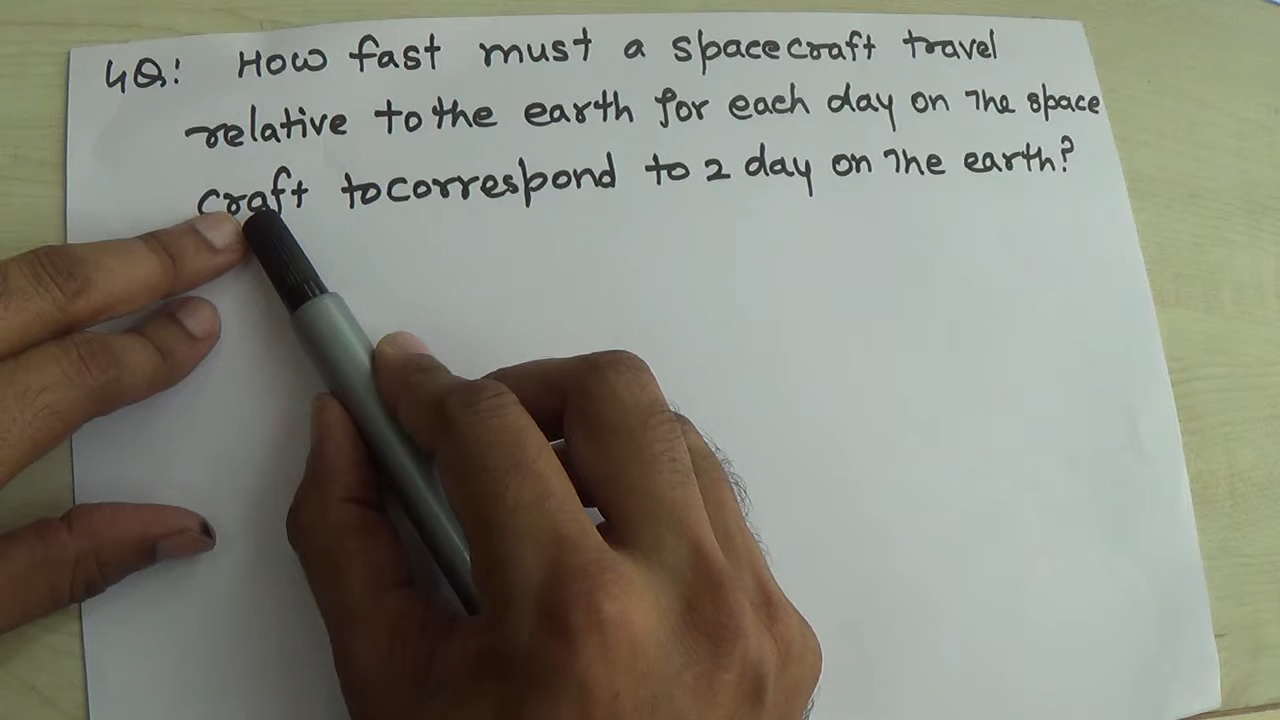 4Q! How fast must a spacecraft travel
relative to the earth for each day on the space
craft to correspond to 2 day on the earth?